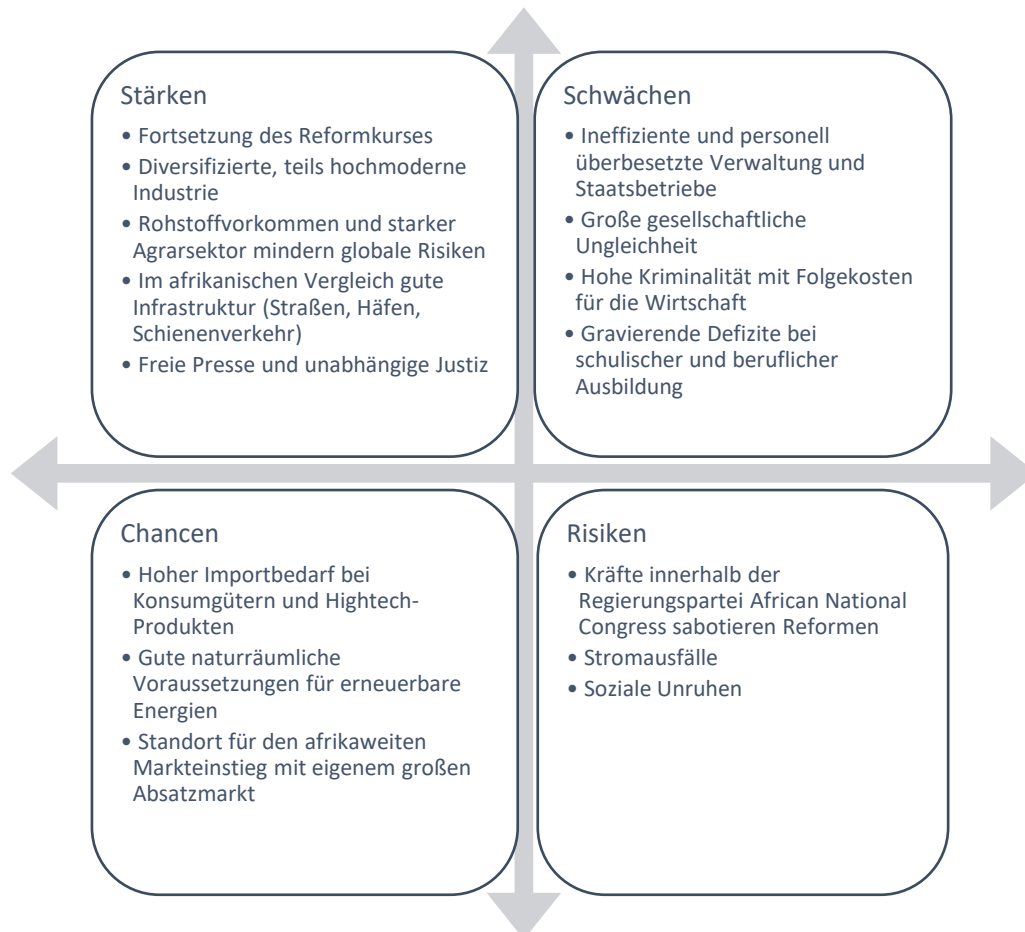 Stärken
• Fortsetzung des Reformkurses
• Diversifizierte, teils hochmoderne
Industrie
• Rohstoffvorkommen und starker
Agrarsektor mindern globale Risiken
• Im afrikanischen Vergleich gute
Infrastruktur (Straßen, Häfen,
Schienenverkehr)
• Freie Presse und unabhängige Justiz
Schwächen
• Ineffiziente und personell
überbesetzte Verwaltung und
Staatsbetriebe
• Große gesellschaftliche
Ungleichheit
• Hohe Kriminalität mit Folgekosten
für die Wirtschaft
• Gravierende Defizite bei
schulischer und beruflicher
Ausbildung
Chancen
• Hoher Importbedarf bei
Konsumgütern und Hightech-
Produkten
• Gute naturräumliche
Voraussetzungen für erneuerbare
Energien
• Standort für den afrikaweiten
Markteinstieg mit eigenem großen
Absatzmarkt
Risiken
• Kräfte innerhalb der
Regierungspartei African National
Congress sabotieren Reformen
• Stromausfälle
• Soziale Unruhen